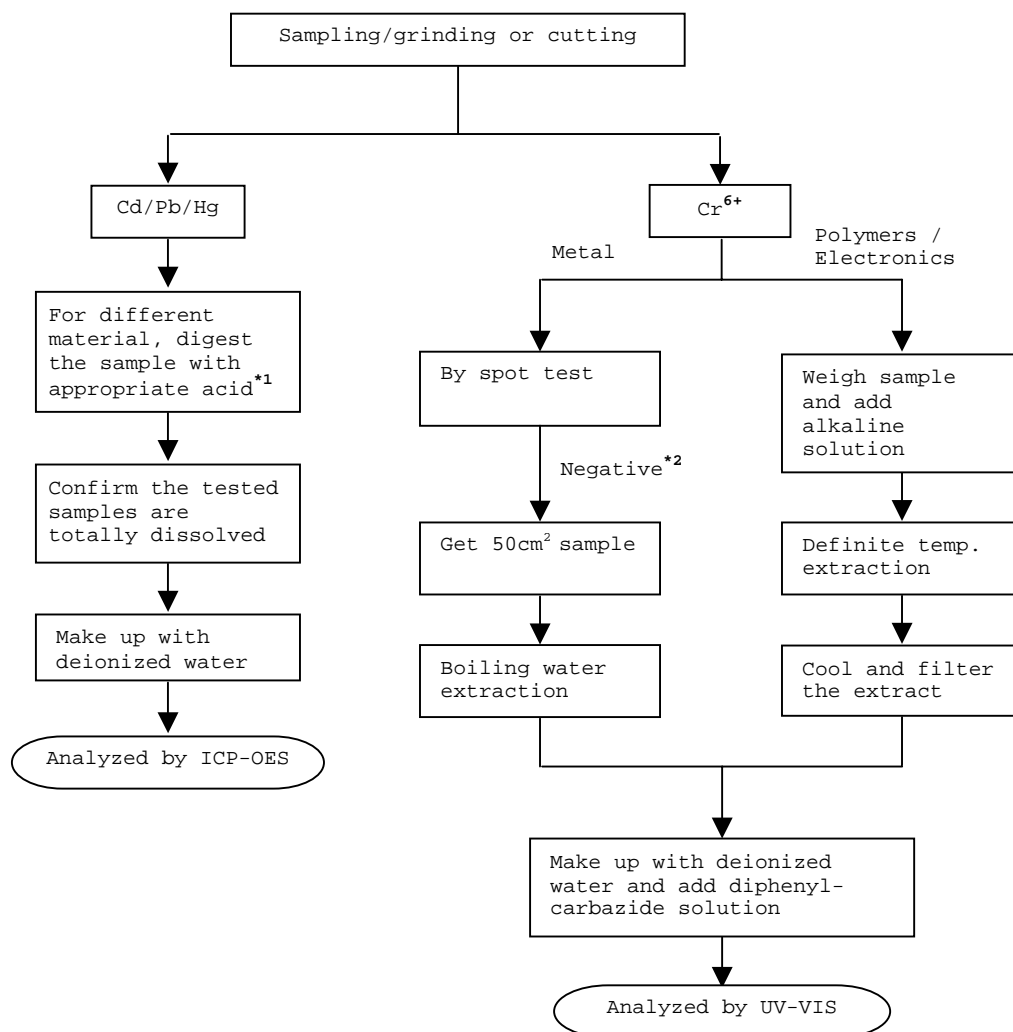 Sampling/grinding or cutting
Cd/Pb/Hg
For different
material, digest
the sample with
appropriate acid*1
Confirm the tested
samples are
totally dissolved
Make up with
deionized water
Analyzed by ICP-OES
Cr6+
Metal
Polymers /
Electronics
By spot test
Negative*2
Get 50cm2 sample
Boiling water
extraction
Weigh sample
and add
alkaline
solution
Definite temp.
extraction
Cool and filter
the extract
Make up with deionized
water and add diphenyl-
carbazide solution
Analyzed by UV-VIS